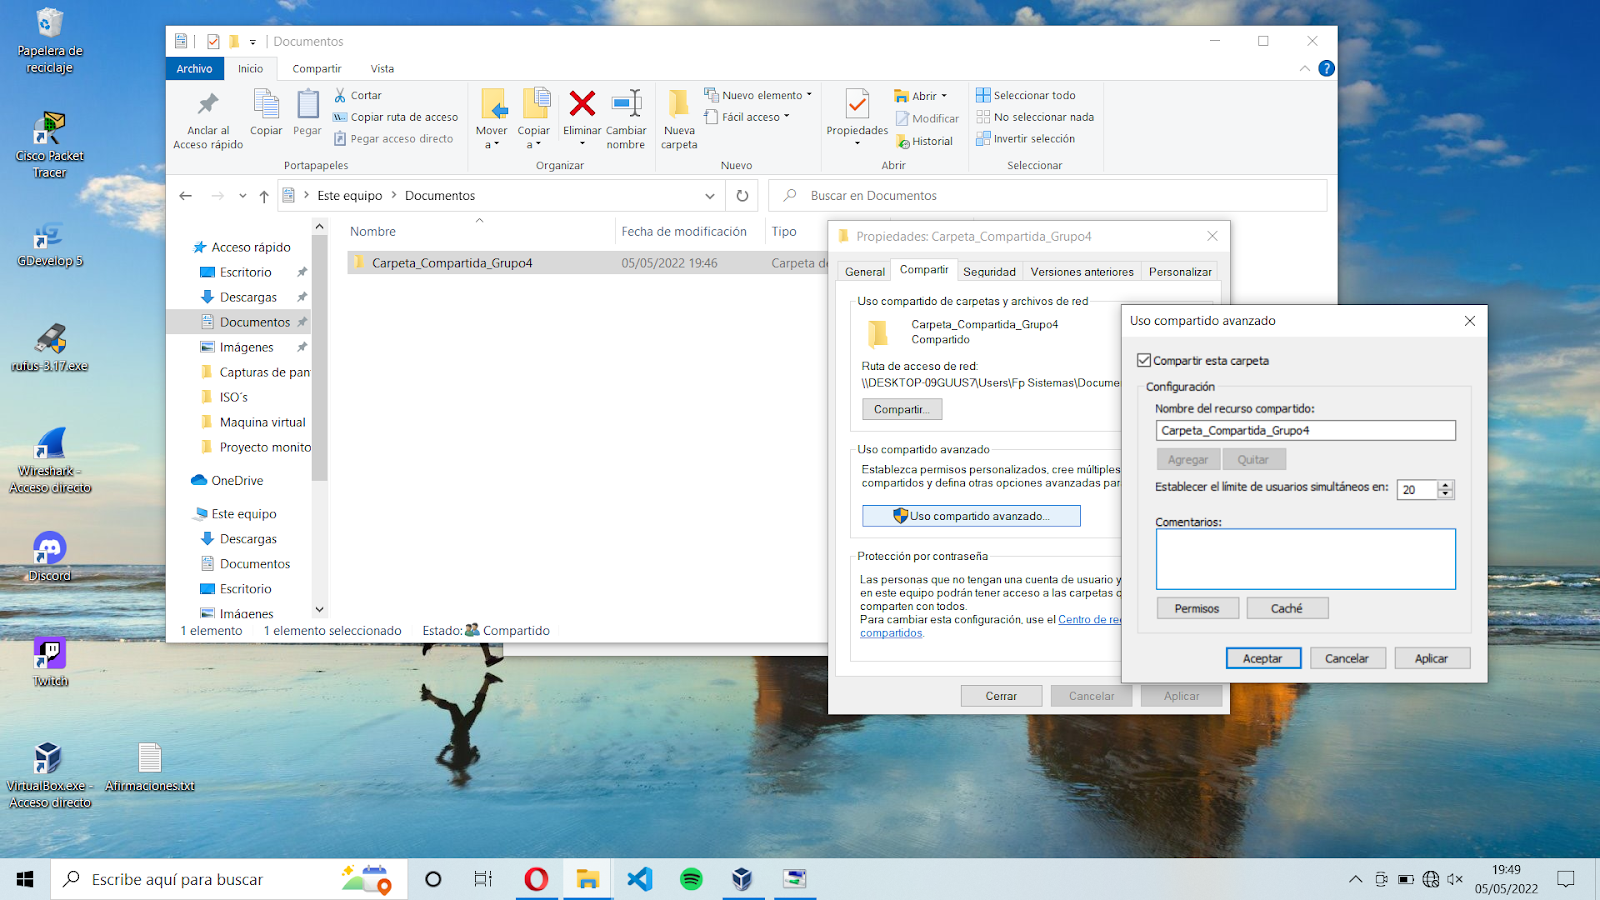 Papelera de
reciclaje
Cisco Packet
Tracer
GDevelop 5
rufus-3.17.exe
Wireshark -
Acceso directo
Discord
Twitch
VirtualBox.exe -
Acceso directo
Afirmaciones.txt
Documentos
Archivo
Inicio
Compartir
Vista
Anclar al
Acceso rápido
Copiar
Pegar
Cortar
Copiar ruta de acceso
Pegar acceso directo
Portapapeles
Mover
a
Copiar
a
Eliminar
Cambiar
nombre
Organizar
Nueva
carpeta
Nuevo elemento
Fácil acceso
Nuevo
Propiedades
Abrir
Modificar
Historial
Abrir
Seleccionar todo
No seleccionar nada
Invertir selección
Seleccionar
Este equipo > Documentos
Buscar en Documentos
Acceso rápido
Escritorio
Descargas
Documentos
Imágenes
Capturas de pan
ISO´s
Maquina virtual
Proyecto monito
OneDrive
Este equipo
Descargas
Documentos
Escritorio
Imágenes
Nombre
Fecha de modificación
Tipo
Carpeta_Compartida_Grupo4
05/05/2022 19:46
Carpeta de
1 elemento
1 elemento seleccionado
Estado: Compartido
Propiedades: Carpeta_Compartida_Grupo4
General
Compartir
Seguridad
Versiones anteriores
Personalizar
Uso compartido de carpetas y archivos de red
Carpeta_Compartida_Grupo4
Compartido
Ruta de acceso de red:
\\DESKTOP-09GUUS7\Users\Fp Sistemas\Docume
Compartir...
Uso compartido avanzado
Establezca permisos personalizados, cree múltiples
compartidos y defina otras opciones avanzadas par
Uso compartido avanzado...
Protección por contraseña
Las personas que no tengan una cuenta de usuario y
en este equipo podrán tener acceso a las carpetas q
comparten con todos.
Para cambiar esta configuración, use el Centro de re
compartidos.
Cerrar
Cancelar
Aplicar
Uso compartido avanzado
Compartir esta carpeta
Configuración
Nombre del recurso compartido:
Carpeta_Compartida_Grupo4
Agregar
Quitar
Establecer el límite de usuarios simultáneos en:
20
Comentarios:
Permisos
Caché
Aceptar
Cancelar
Aplicar
Escribe aquí para buscar
19:49
05/05/2022